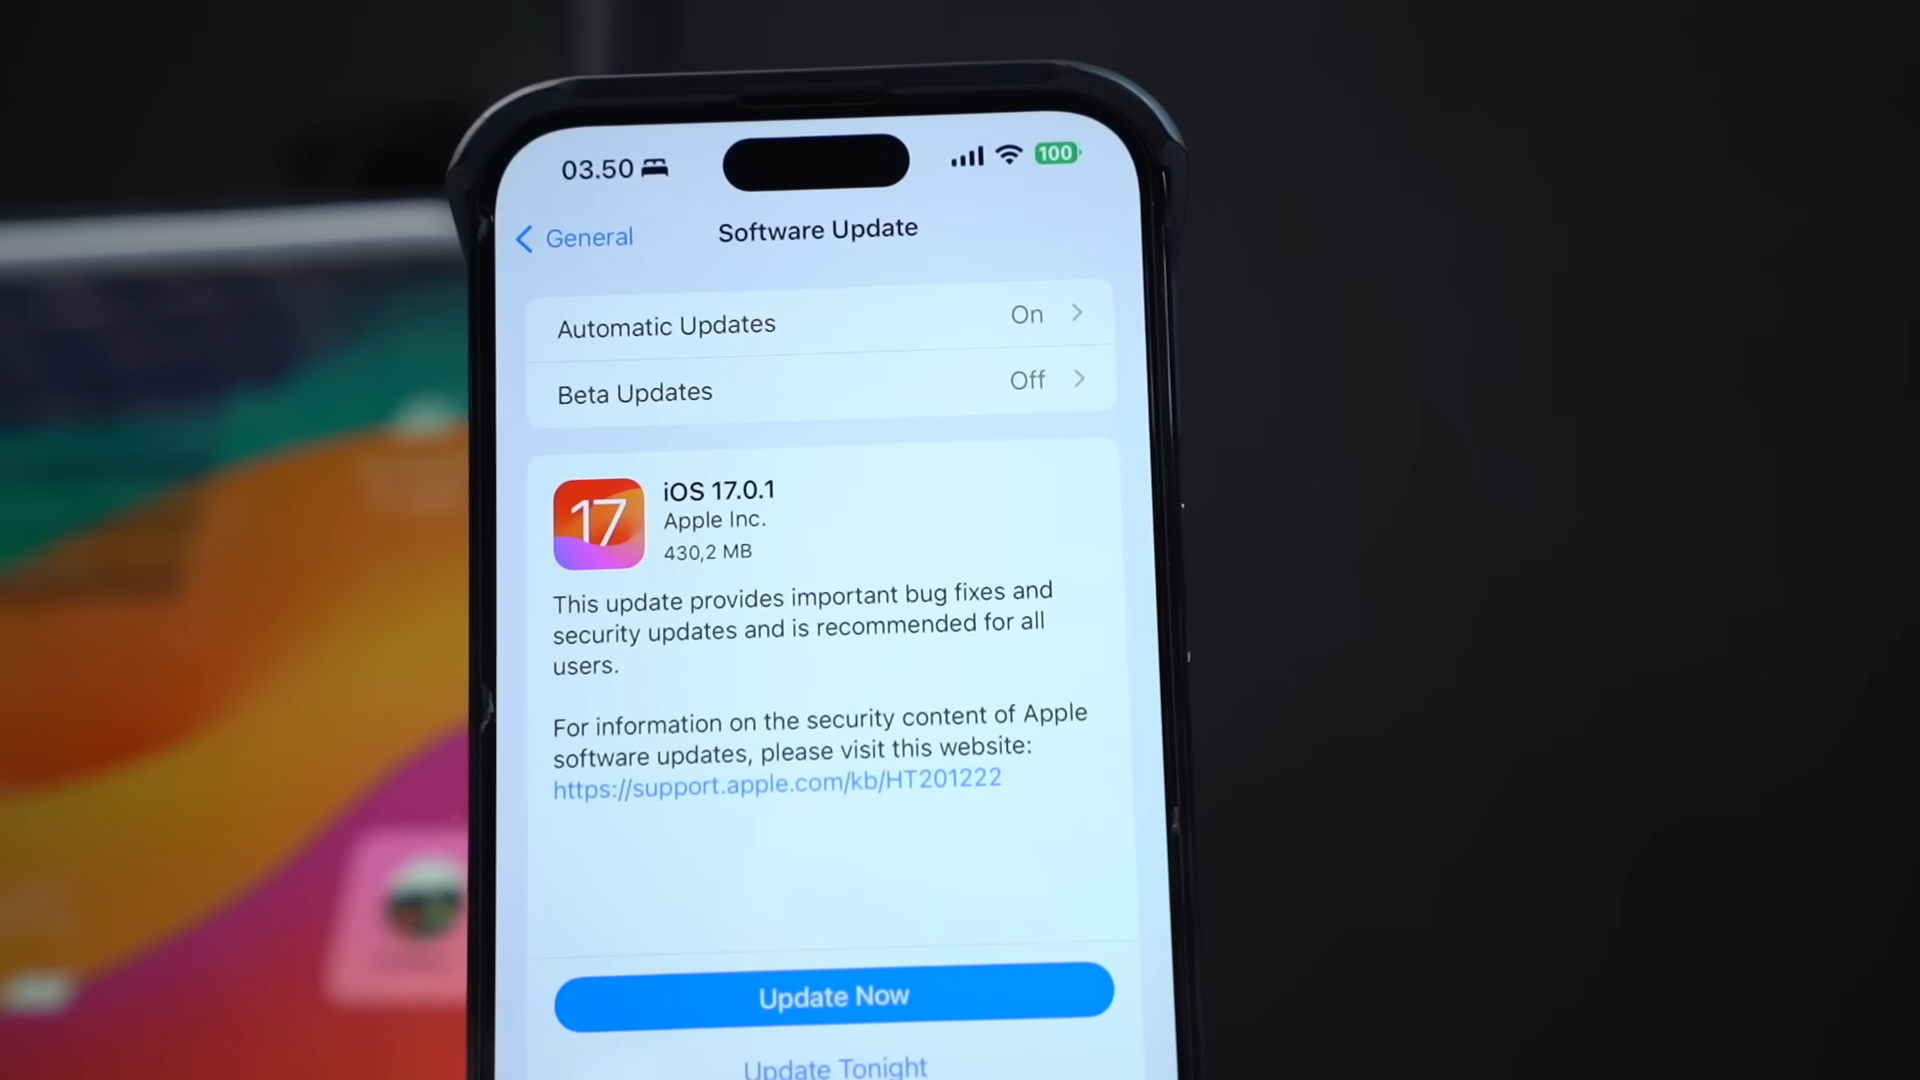 03.50
100
General
Software Update
Automatic Updates On
Beta Updates Off
17
iOS 17.0.1
Apple Inc.
430,2 MB
This update provides important bug fixes and
security updates and is recommended for all
users.
For information on the security content of Apple
software updates, please visit this website:
https://support.apple.com/kb/HT201222
Update Now
Update Tonight